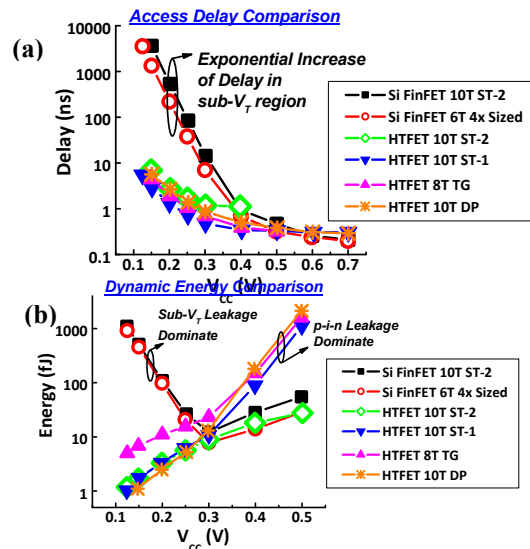 Access Delay Comparison
(a)
Delay (ns)
10000
1000
100
10
1
0.1
Exponential Increase
of Delay in
sub-VT region
Si FinFET 10T ST-2
Si FinFET 6T 4x Sized
HTFET 10T ST-2
HTFET 10T ST-1
HTFET 8T TG
HTFET 10T DP
0.1 0.2 0.3 0.4 0.5 0.6 0.7
VCC (V)
Dynamic Energy Comparison
(b)
Energy (fJ)
1000
100
10
1
Sub-VT Leakage
Dominate
p-i-n Leakage
Dominate
Si FinFET 10T ST-2
Si FinFET 6T 4x Sized
HTFET 10T ST-2
HTFET 10T ST-1
HTFET 8T TG
HTFET 10T DP
0.1 0.2 0.3 0.4 0.5
VCC (V)